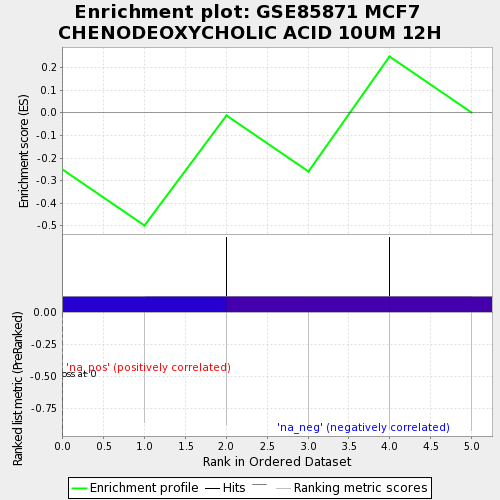 Enrichment plot: GSE85871 MCF7
CHENODEOXYCHOLIC ACID 10UM 12H
Enrichment score (ES)
0.2
0.1
0.0
-0.1
-0.2
-0.3
-0.4
-0.5
Ranked list metric (PreRanked)
0.00
-0.25
-0.50
-0.75
'na_pos' (positively correlated)
oss at 0
'na_neg' (negatively correlated)
0.0 0.5 1.0 1.5 2.0 2.5 3.0 3.5 4.0 4.5 5.0
Rank in Ordered Dataset
Enrichment profile Hits Ranking metric scores